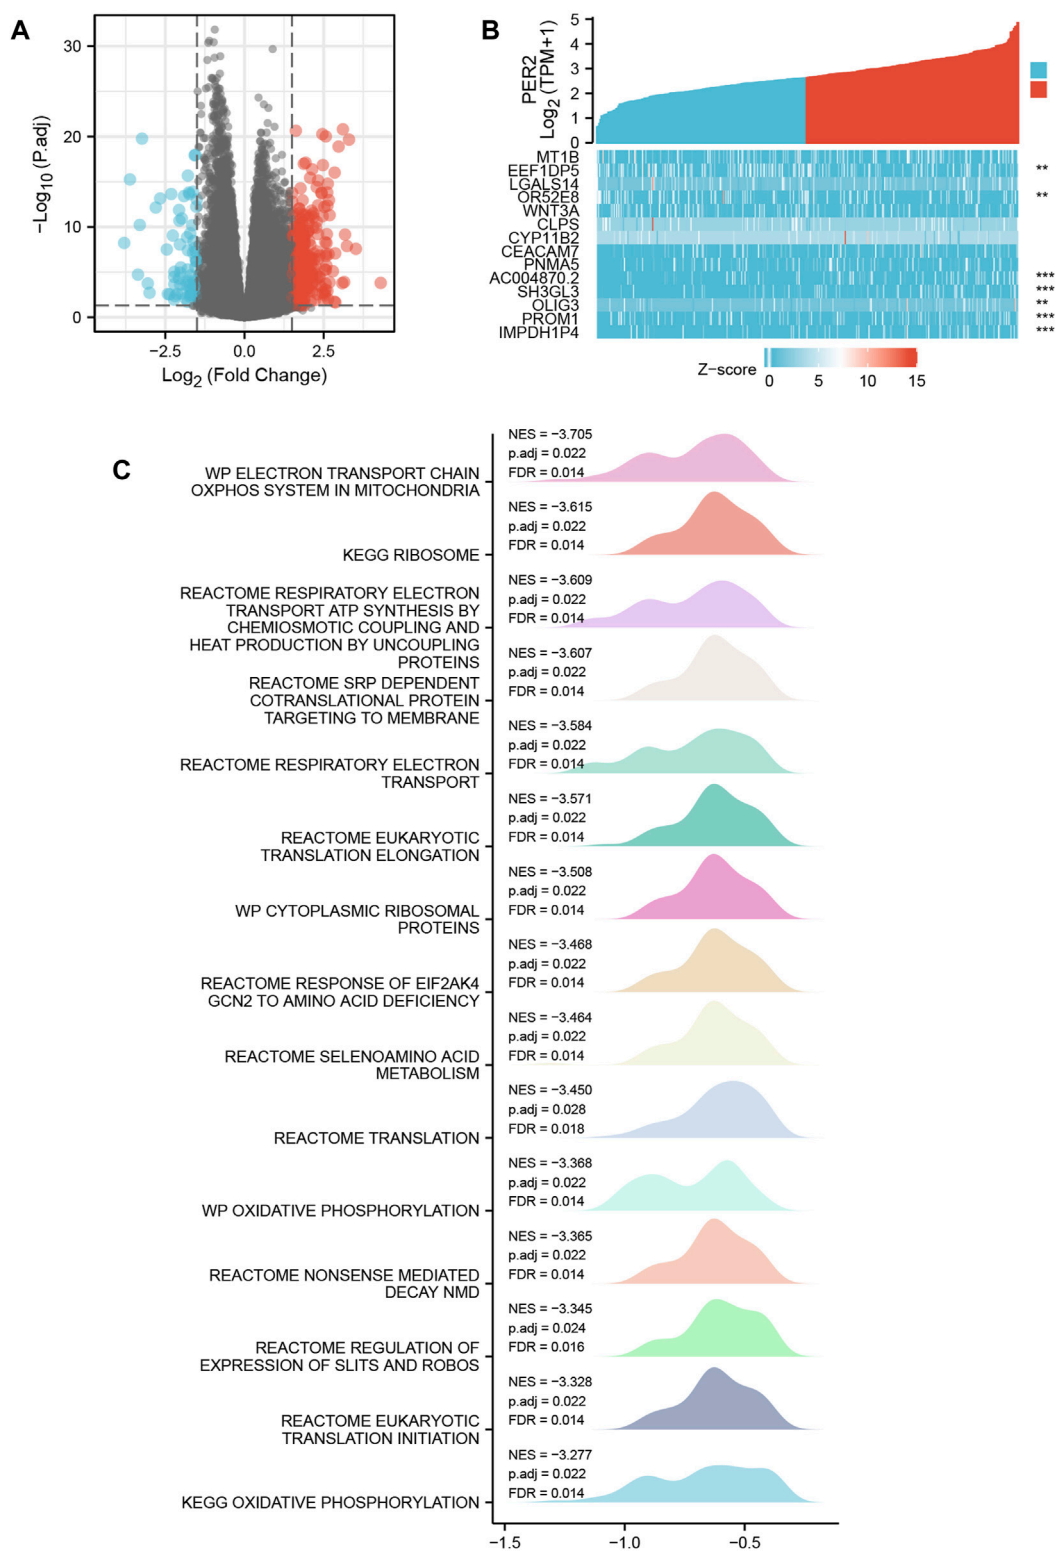 A
−Log10 (P.adj)
30
20
10
0
−2.5
0.0
2.5
Log2 (Fold Change)
B
PER2
Log2 (TPM+1)
5
4
3
2
1
0
MT1B
EEF1DP5 **
LGALS14
OR52E8 **
WNT3A
CLPS
CYP11B2
CEACAM7
PNMA5
AC004870.2 ***
SH3GL3 ***
OLIG3 **
PROM1 ***
IMPDH1P4 ***
Z−score
0
5
10
15
C
WP ELECTRON TRANSPORT CHAIN
OXPHOS SYSTEM IN MITOCHONDRIA
NES = −3.705
p.adj = 0.022
FDR = 0.014
KEGG RIBOSOME
NES = −3.615
p.adj = 0.022
FDR = 0.014
REACTOME RESPIRATORY ELECTRON
TRANSPORT ATP SYNTHESIS BY
CHEMIOSMOTIC COUPLING AND
HEAT PRODUCTION BY UNCOUPLING
PROTEINS
NES = −3.609
p.adj = 0.022
FDR = 0.014
REACTOME SRP DEPENDENT
COTRANSLATIONAL PROTEIN
TARGETING TO MEMBRANE
NES = −3.607
p.adj = 0.022
FDR = 0.014
REACTOME RESPIRATORY ELECTRON
TRANSPORT
NES = −3.584
p.adj = 0.022
FDR = 0.014
REACTOME EUKARYOTIC
TRANSLATION ELONGATION
NES = −3.571
p.adj = 0.022
FDR = 0.014
WP CYTOPLASMIC RIBOSOMAL
PROTEINS
NES = −3.508
p.adj = 0.022
FDR = 0.014
REACTOME RESPONSE OF EIF2AK4
GCN2 TO AMINO ACID DEFICIENCY
NES = −3.468
p.adj = 0.022
FDR = 0.014
REACTOME SELENOAMINO ACID
METABOLISM
NES = −3.464
p.adj = 0.022
FDR = 0.014
REACTOME TRANSLATION
NES = −3.450
p.adj = 0.028
FDR = 0.018
WP OXIDATIVE PHOSPHORYLATION
NES = −3.368
p.adj = 0.022
FDR = 0.014
REACTOME NONSENSE MEDIATED
DECAY NMD
NES = −3.365
p.adj = 0.022
FDR = 0.014
REACTOME REGULATION OF
EXPRESSION OF SLITS AND ROBOS
NES = −3.345
p.adj = 0.024
FDR = 0.016
REACTOME EUKARYOTIC
TRANSLATION INITIATION
NES = −3.328
p.adj = 0.022
FDR = 0.014
KEGG OXIDATIVE PHOSPHORYLATION
NES = −3.277
p.adj = 0.022
FDR = 0.014
−1.5
−1.0
−0.5